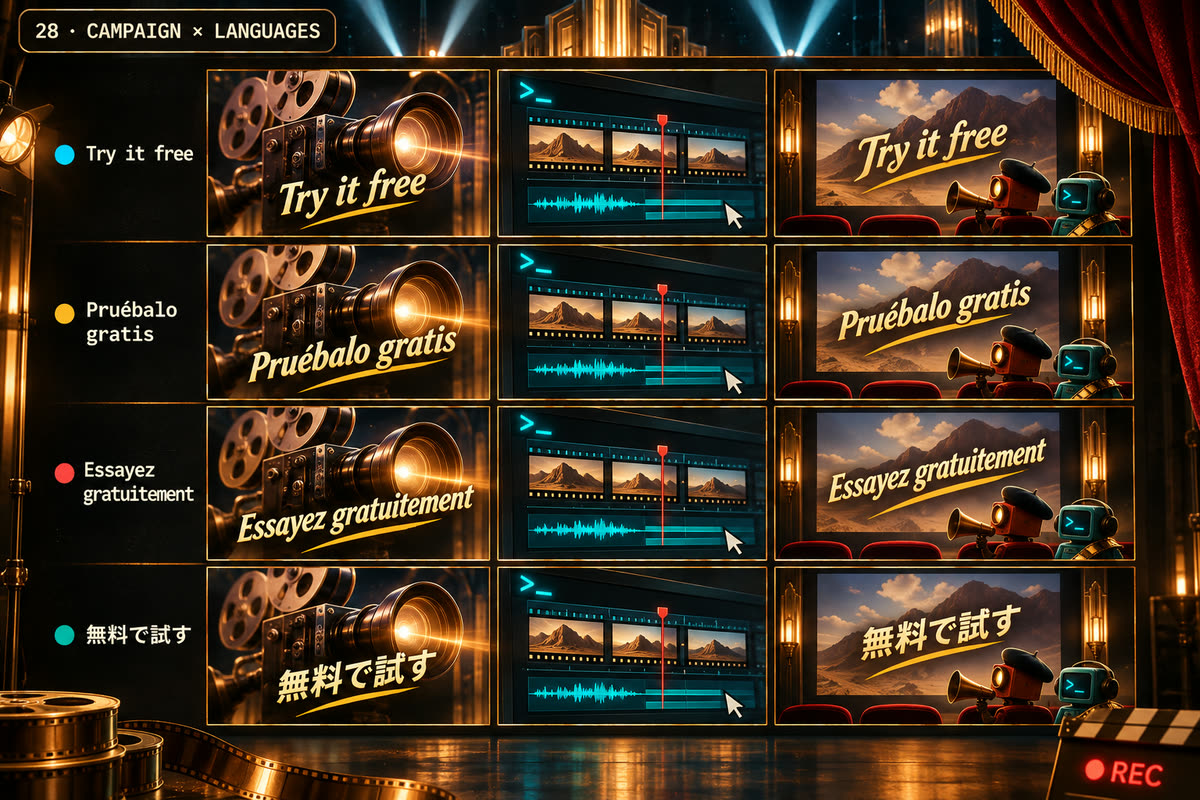 28 · CAMPAIGN × LANGUAGES
Try it free
Try it free
>_
Try it free
>_
Pruébalo
gratis
Pruébalo gratis
>_
Pruébalo gratis
>_
Essayez
gratuitement
Essayez gratuitement
>_
Essayez gratuitement
>_
無料で試す
無料で試す
>_
無料で試す
>_
REC